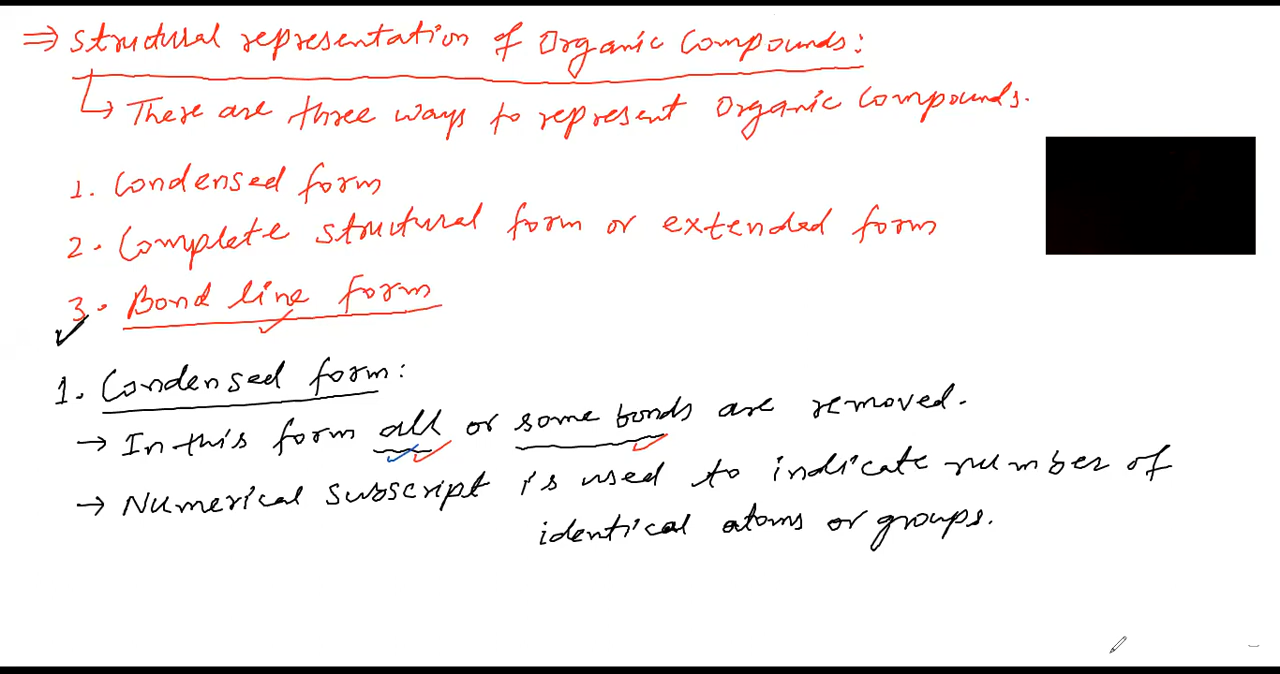 ⇒ Structural representation of Organic Compounds:
↳ There are three ways to represent Organic Compounds.
1. Condensed form
2. Complete structural form or extended form
3. Bond line form
1. Condensed form:
→ In this form all or some bonds are removed.
→ Numerical subscript is used to indicate number of
identical atoms or groups.